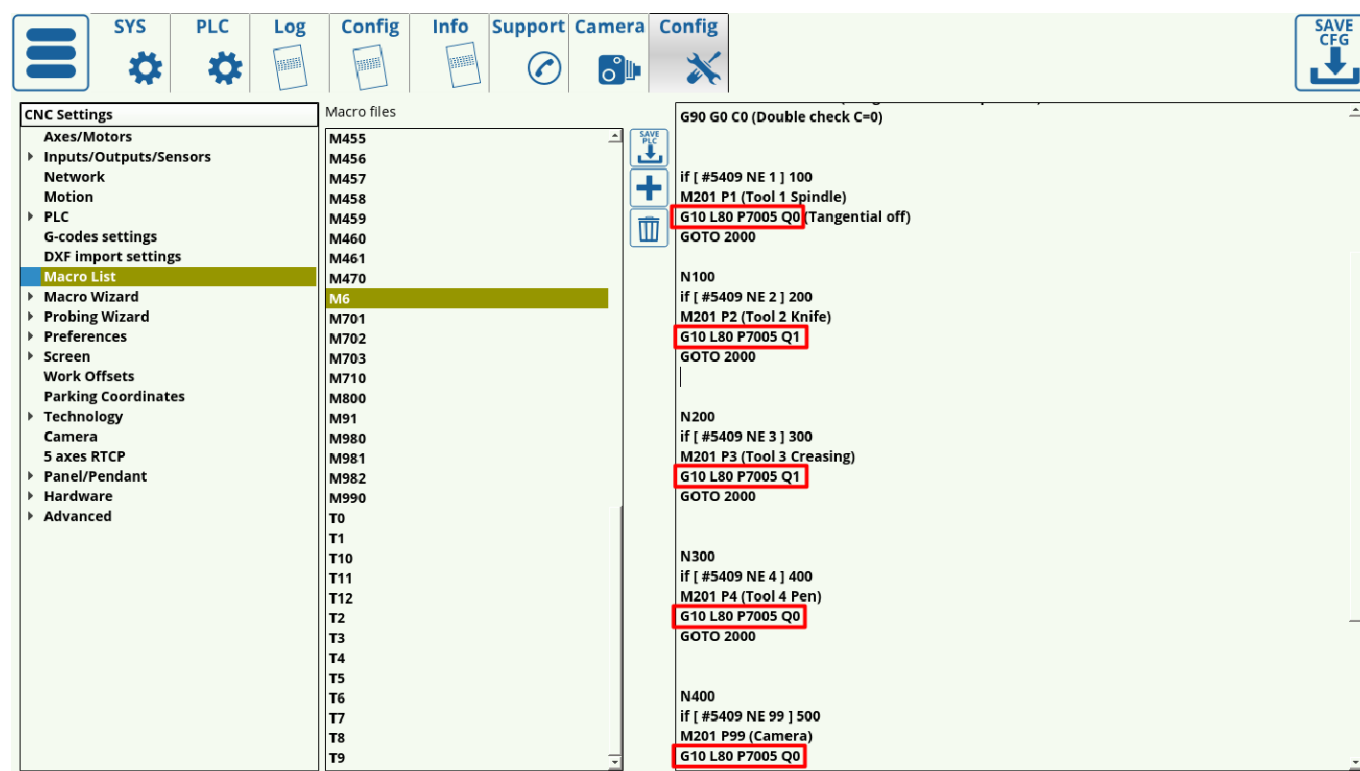 SYS
PLC
Log
Config
Info
Support
Camera
Config
SAVE
CFG
CNC Settings
Axes/Motors
Inputs/Outputs/Sensors
Network
Motion
PLC
G-codes settings
DXF import settings
Macro List
Macro Wizard
Probing Wizard
Preferences
Screen
Work Offsets
Parking Coordinates
Technology
Camera
5 axes RTCP
Panel/Pendant
Hardware
Advanced
Macro files
M455
M456
M457
M458
M459
M460
M461
M470
M6
M701
M702
M703
M710
M800
M91
M980
M981
M982
M990
T0
T1
T10
T11
T12
T2
T3
T4
T5
T6
T7
T8
T9
SAVE
PLC
G90 G0 C0 (Double check C=0)
if [ #5409 NE 1 ] 100
M201 P1 (Tool 1 Spindle)
G10 L80 P7005 Q0 (Tangential off)
GOTO 2000
N100
if [ #5409 NE 2 ] 200
M201 P2 (Tool 2 Knife)
G10 L80 P7005 Q1
GOTO 2000
N200
if [ #5409 NE 3 ] 300
M201 P3 (Tool 3 Creasing)
G10 L80 P7005 Q1
GOTO 2000
N300
if [ #5409 NE 4 ] 400
M201 P4 (Tool 4 Pen)
G10 L80 P7005 Q0
GOTO 2000
N400
if [ #5409 NE 99 ] 500
M201 P99 (Camera)
G10 L80 P7005 Q0